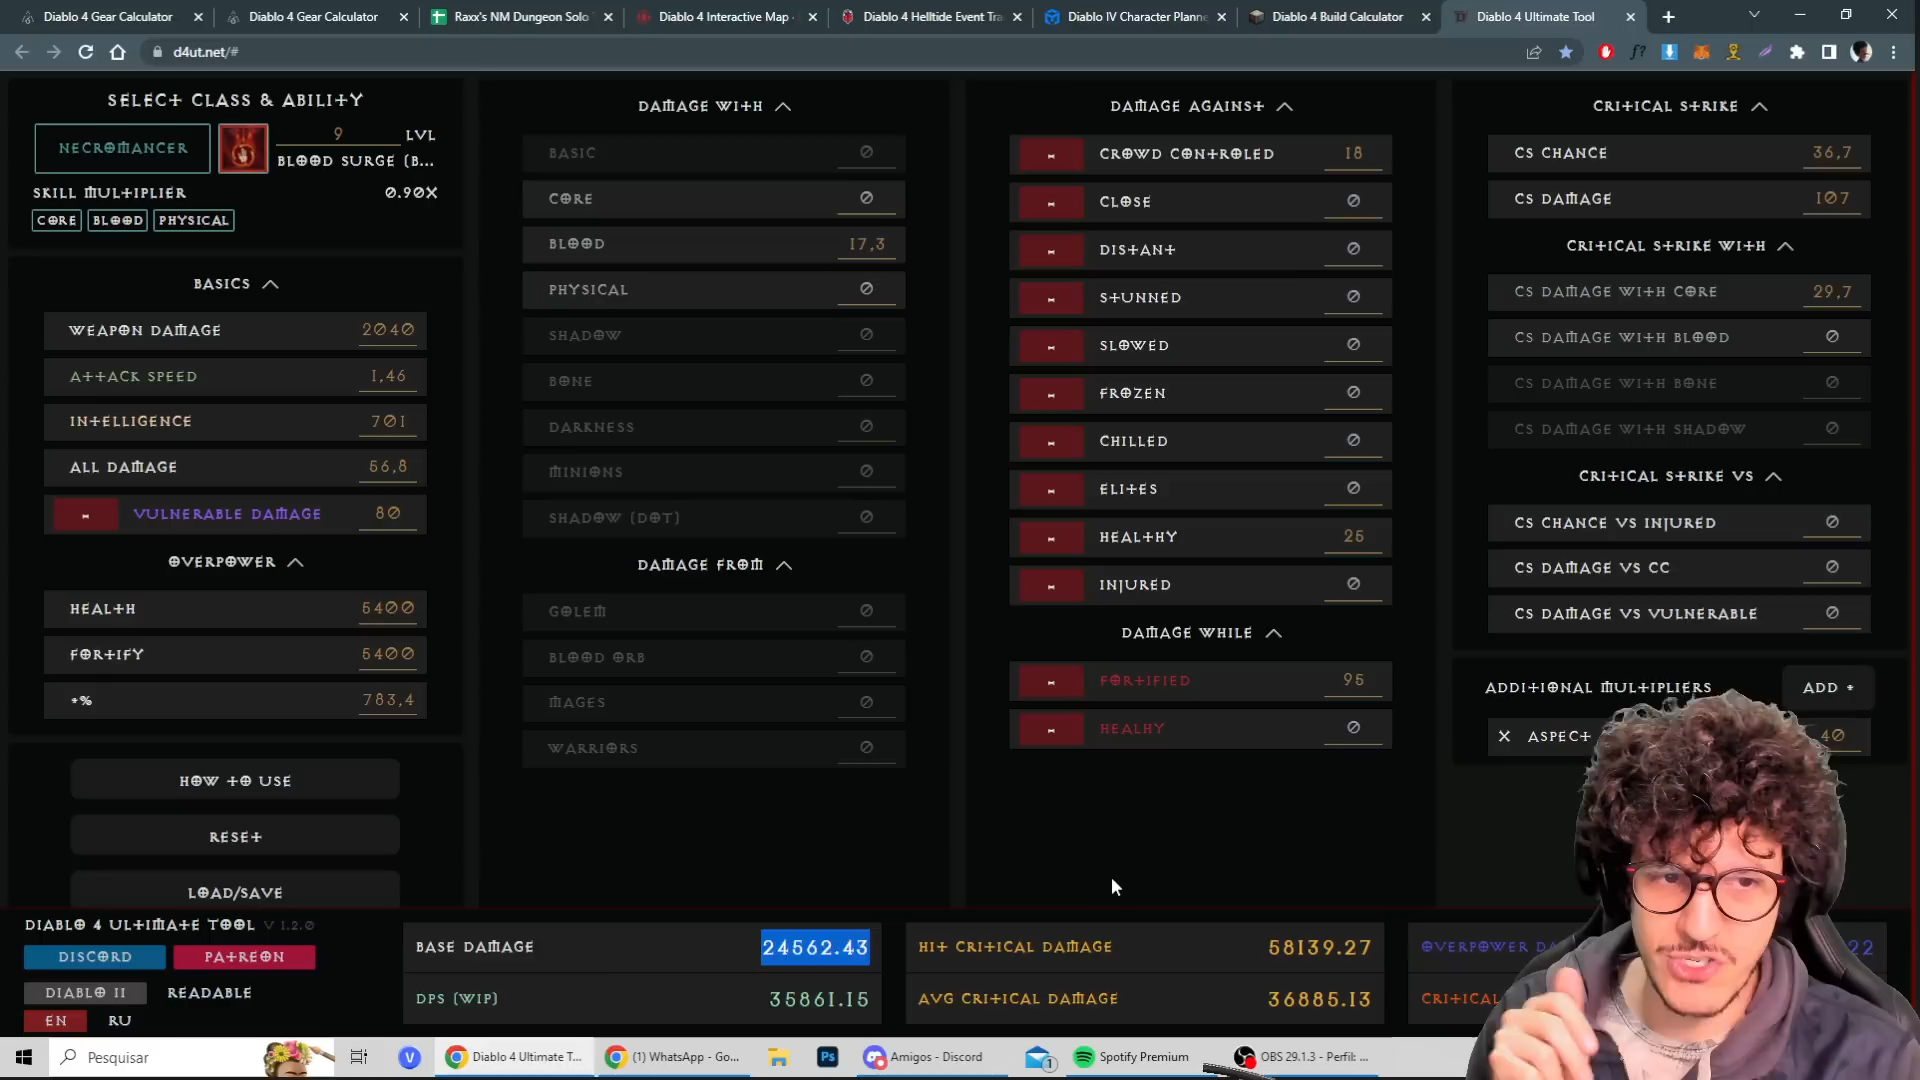 Diablo 4 Gear Calculator
Diablo 4 Gear Calculator
Raxx's NM Dungeon Solo
Diablo 4 Interactive Map
Diablo 4 Helltide Event Tra
Diablo IV Character Planne
Diablo 4 Build Calculator
Diablo 4 Ultimate Tool
d4ut.net/#
SELECT CLASS & ABILITY
NECROMANCER
9 LVL
BLOOD SURGE (B...
SKILL MULTIPLIER 0.90X
CORE BLOOD PHYSICAL
BASICS
WEAPON DAMAGE 2040
ATTACK SPEED 1,46
INTELLIGENCE 701
ALL DAMAGE 56,8
VULNERABLE DAMAGE 80
OVERPOWER
HEALTH 5400
FORTIFY 5400
+% 783,4
HOW TO USE
RESET
LOAD/SAVE
DAMAGE WITH
BASIC 0
CORE 0
BLOOD 17,3
PHYSICAL 0
SHADOW 0
BONE 0
DARKNESS 0
MINIONS 0
SHADOW (DOT) 0
DAMAGE FROM
GOLEM 0
BLOOD ORB 0
MAGES 0
WARRIORS 0
DAMAGE AGAINST
CROWD CONTROLED 18
CLOSE 0
DISTANT 0
STUNNED 0
SLOWED 0
FROZEN 0
CHILLED 0
ELITES 0
HEALTHY 25
INJURED 0
DAMAGE WHILE
FORTIFIED 95
HEALHY 0
CRITICAL STRIKE
CS CHANCE 36,7
CS DAMAGE 107
CRITICAL STRIKE WITH
CS DAMAGE WITH CORE 29,7
CS DAMAGE WITH BLOOD 0
CS DAMAGE WITH BONE 0
CS DAMAGE WITH SHADOW 0
CRITICAL STRIKE VS
CS CHANCE VS INJURED 0
CS DAMAGE VS CC 0
CS DAMAGE VS VULNERABLE 0
ADDITIONAL MULTIPLIERS ADD +
X ASPECT 40
DIABLO 4 ULTIMATE TOOL V 1.2.0
DISCORD PATREON
DIABLO II READABLE
EN RU
BASE DAMAGE 24562.43
DPS (WIP) 35861.15
HIT CRITICAL DAMAGE 58139.27
AVG CRITICAL DAMAGE 36885.13
OVERPOWER DA 22
CRITICAL
Pesquisar
Diablo 4 Ultimate T...
(1) WhatsApp - Go...
Ps
Amigos - Discord
1
Spotify Premium
OBS 29.1.3 - Perfil: ...